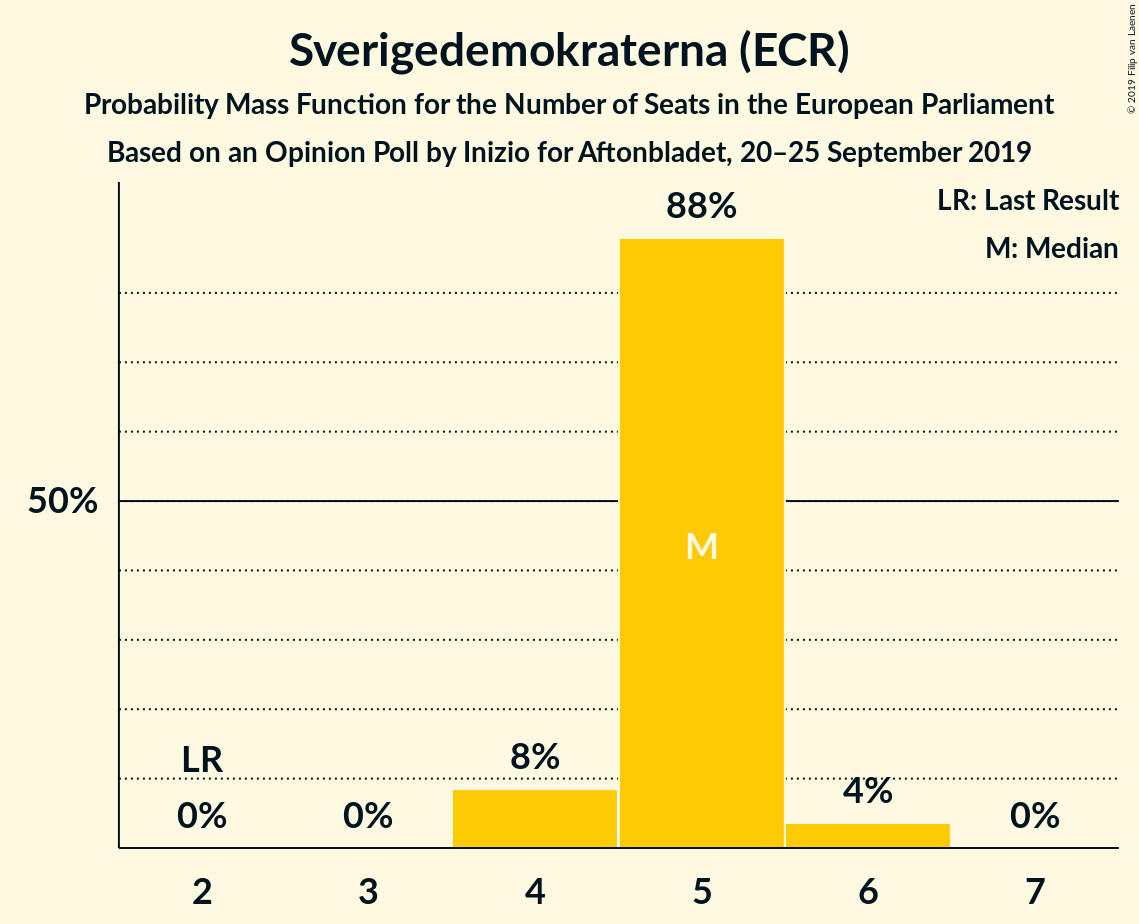 Sverigedemokraterna (ECR)
Probability Mass Function for the Number of Seats in the European Parliament
Based on an Opinion Poll by Inizio for Aftonbladet, 20–25 September 2019
© 2019 Filip van Laenen
LR: Last Result
M: Median
88%
50%
M
LR
8%
4%
0%
0%
0%
2 3 4 5 6 7